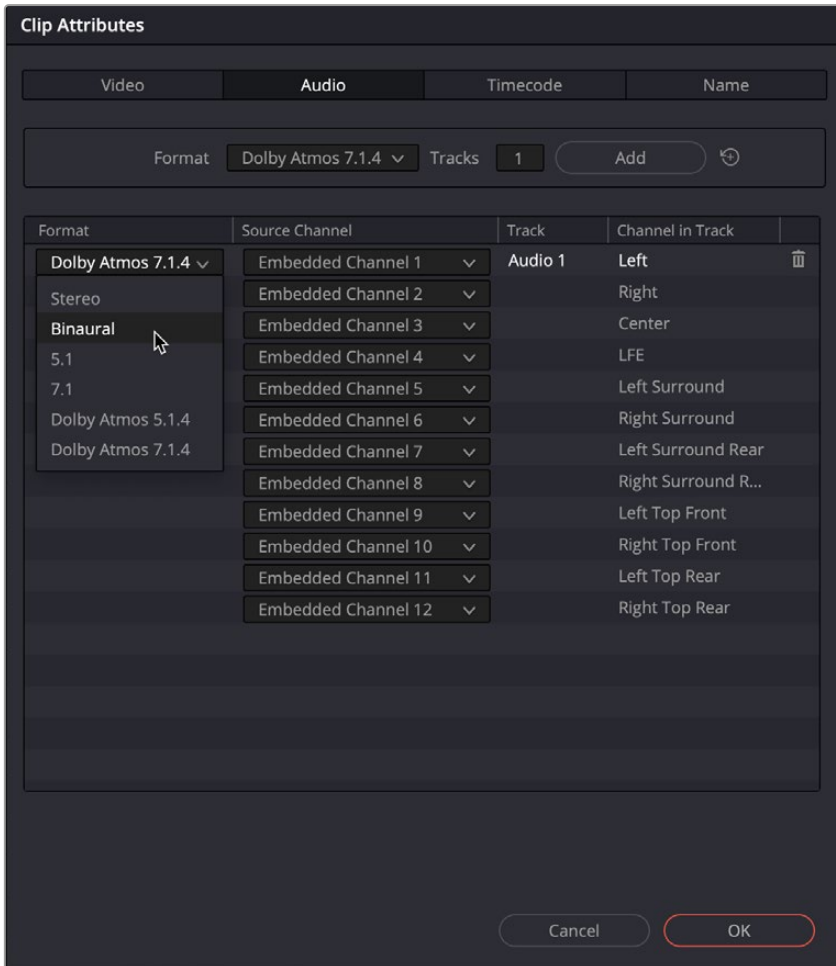 Clip Attributes
Video Audio Timecode Name
Format Dolby Atmos 7.1.4 Tracks 1 Add
Format Source Channel Track Channel in Track
Dolby Atmos 7.1.4 Embedded Channel 1 Audio 1 Left
Stereo Embedded Channel 2 Right
Binaural Embedded Channel 3 Center
5.1 Embedded Channel 4 LFE
7.1 Embedded Channel 5 Left Surround
Dolby Atmos 5.1.4 Embedded Channel 6 Right Surround
Dolby Atmos 7.1.4 Embedded Channel 7 Left Surround Rear
Embedded Channel 8 Right Surround R...
Embedded Channel 9 Left Top Front
Embedded Channel 10 Right Top Front
Embedded Channel 11 Left Top Rear
Embedded Channel 12 Right Top Rear
Cancel OK